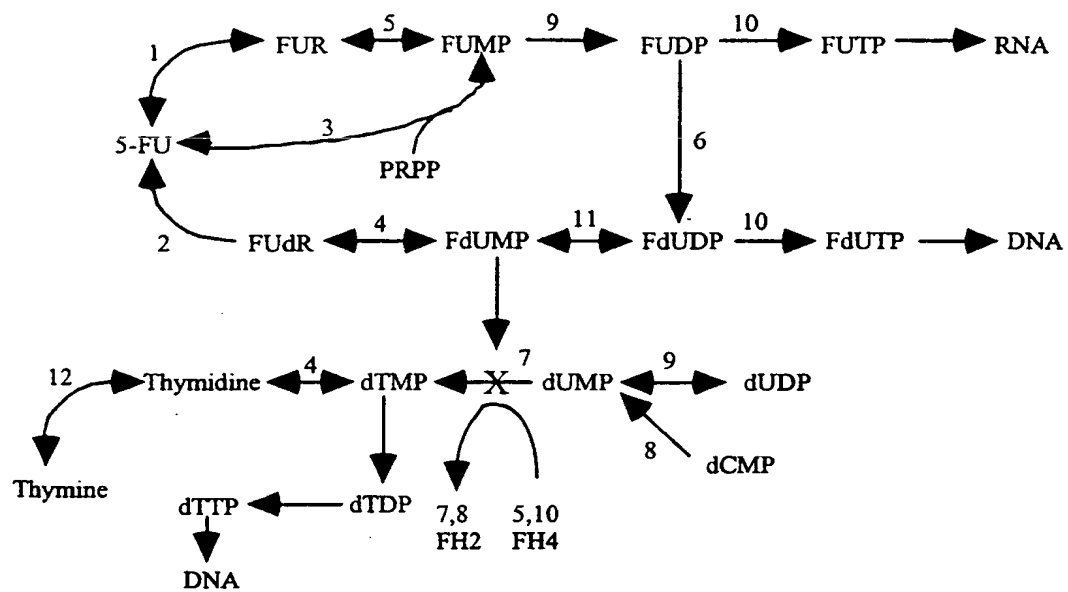 1 FUR 5 FUMP 9 FUDP 10 FUTP RNA
5-FU 3 PRPP 6
2 FUdR 4 FdUMP 11 FdUDP 10 FdUTP DNA
12 Thymidine 4 dTMP X 7 dUMP 9 dUDP
8 dCMP
Thymine dTTP dTDP 7,8 5,10
FH2 FH4
DNA